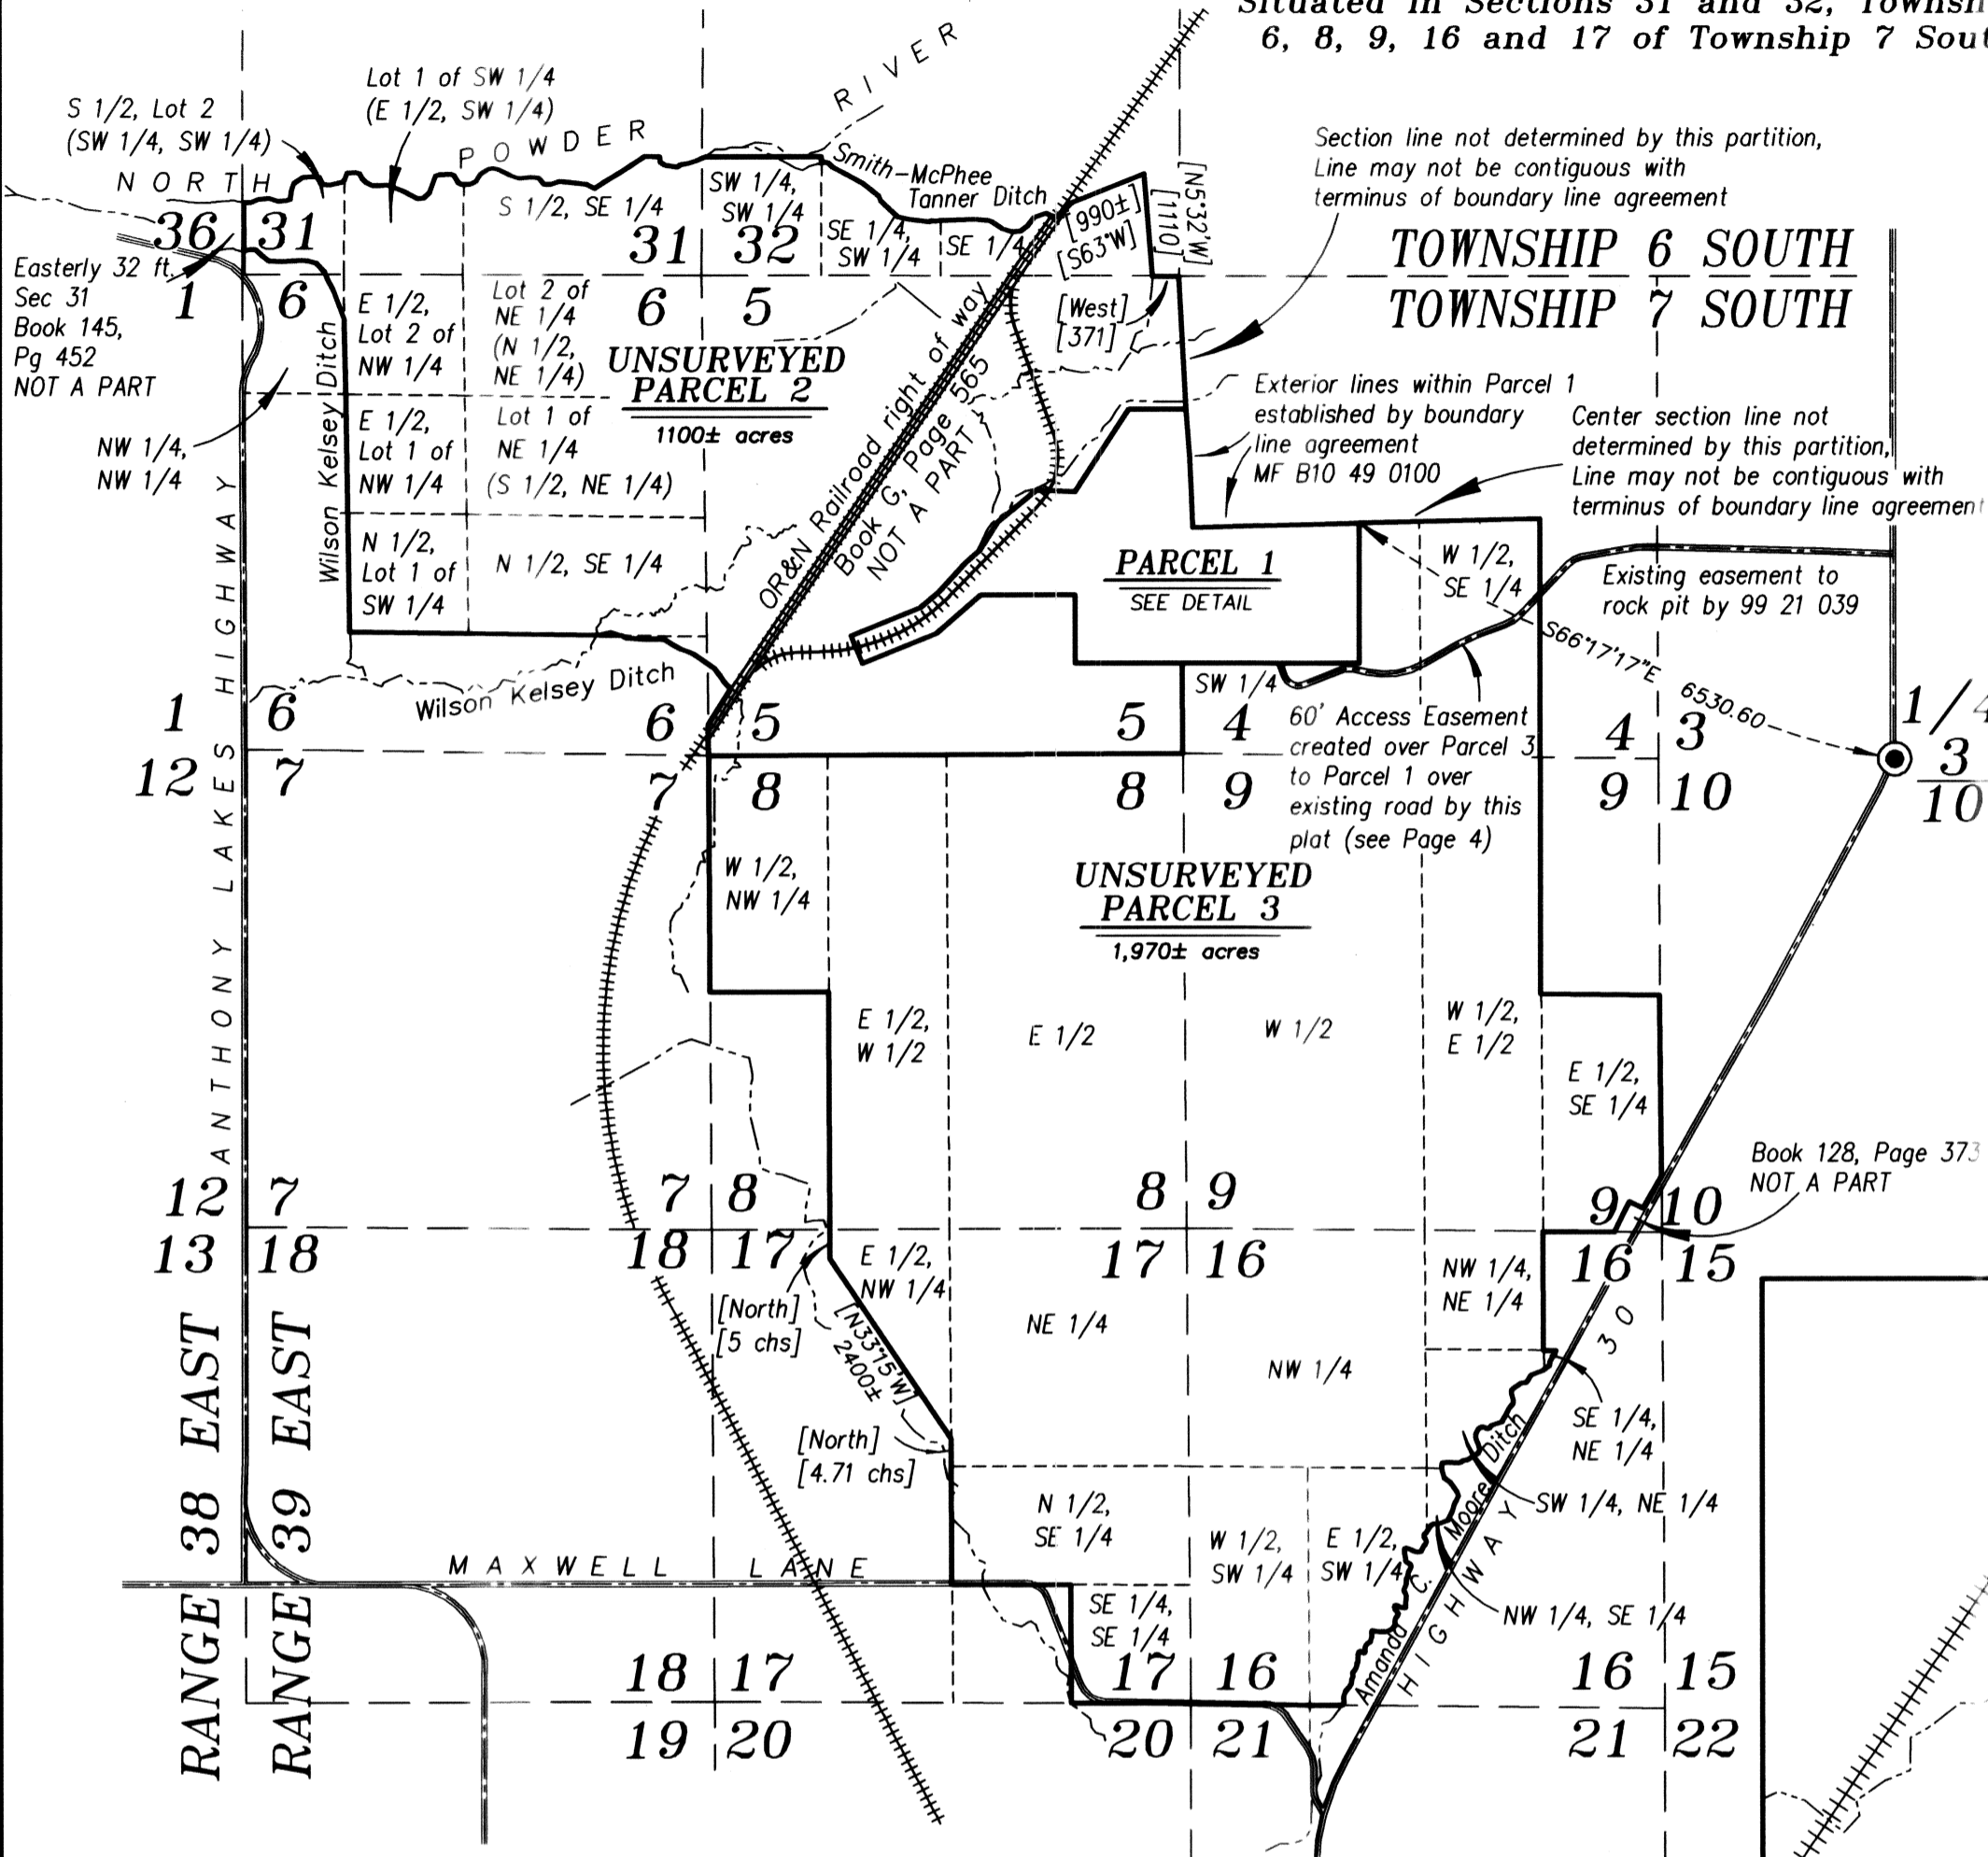 Situated in Sections 31 and 32,
6, 8, 9, 16 and 17 of Township 7
Lot 1 of SW 1/4
(E 1/2, SW 1/4)
S 1/2, Lot 2
(SW 1/4, SW 1/4)
NORTH POWDER RIVER
Smith-McPhee
Tanner Ditch
[990±]
[S63°W]
[N5°32'W]
[1110]
Section line not determined by this partition,
Line may not be contiguous with
terminus of boundary line agreement
TOWNSHIP 6 SOUTH
TOWNSHIP 7 SOUTH
36 31
31 32
S 1/2, SE 1/4
SW 1/4,
SW 1/4
SE 1/4,
SW 1/4
SE 1/4
Easterly 32 ft.
Sec 31
Book 145,
Pg 452
NOT A PART
1 6
6 5
E 1/2,
Lot 2 of
NW 1/4
Lot 2 of
NE 1/4
(N 1/2,
NE 1/4)
UNSURVEYED
PARCEL 2
1100± acres
[West]
[371]
NW 1/4,
NW 1/4
Wilson Kelsey Ditch
E 1/2,
Lot 1 of
NW 1/4
Lot 1 of
NE 1/4
(S 1/2, NE 1/4)
N 1/2,
Lot 1 of
SW 1/4
N 1/2, SE 1/4
OR&N Railroad right of way
Book G, Page 565
NOT A PART
Exterior lines within Parcel 1
established by boundary
line agreement
MF B10 49 0100
Center section line not
determined by this partition,
Line may not be contiguous with
terminus of boundary line agreement
PARCEL 1
SEE DETAIL
W 1/2,
SE 1/4
Existing easement to
rock pit by 99 21 039
S66°17'17"E 6530.60
Wilson Kelsey Ditch
SW 1/4
60' Access Easement
created over Parcel 3
to Parcel 1 over
existing road by this
plat (see Page 4)
1 6
12 7
6 5
7 8
5 4
8 9
4 3
9 10
1/4
3
10
ANTHONY LAKES HIGHWAY
W 1/2,
NW 1/4
UNSURVEYED
PARCEL 3
1,970± acres
E 1/2,
W 1/2
E 1/2
W 1/2
W 1/2,
E 1/2
E 1/2,
SE 1/4
Book 128, Page 373
NOT A PART
12 7
13 18
7 8
18 17
8 9
17 16
9 10
16 15
[North]
[5 chs]
[N33°15'W]
2400±
E 1/2,
NW 1/4
NE 1/4
NW 1/4
NW 1/4,
NE 1/4
[North]
[4.71 chs]
SE 1/4,
NE 1/4
SW 1/4, NE 1/4
NW 1/4, SE 1/4
N 1/2,
SE 1/4
W 1/2,
SW 1/4
E 1/2,
SW 1/4
SE 1/4,
SE 1/4
Amanda C. Moore Ditch
HIGHWAY 30
MAXWELL LANE
RANGE 38 EAST
RANGE 39 EAST
18 17
19 20
17 16
20 21
16 15
21 22